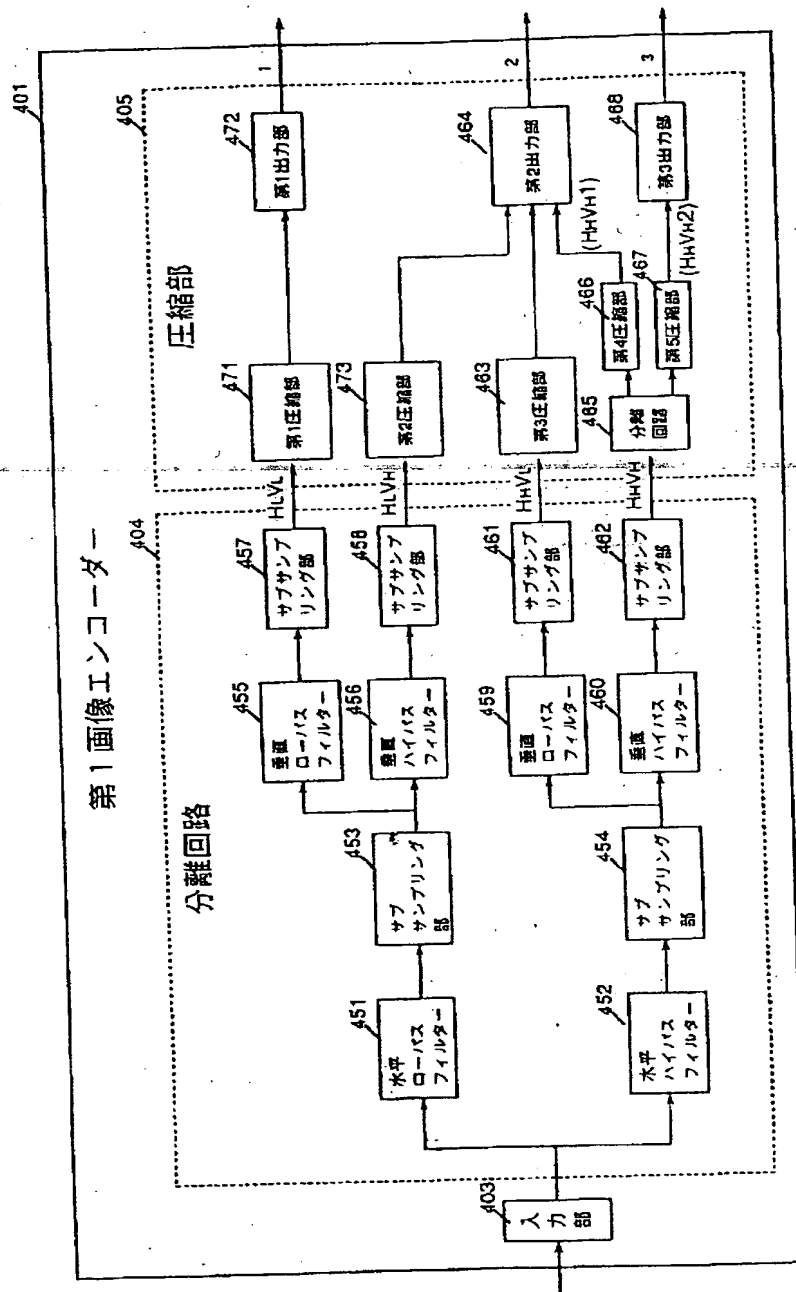 401
第1画像エンコーダー
404
分離回路
405
圧縮部
403
入力部
451
水平
ローパス
フィルター
452
水平
ハイパス
フィルター
453
サブ
サンプリング
部
454
サブ
サンプリング
部
455
垂直
ローパス
フィルター
456
垂直
ハイパス
フィルター
459
垂直
ローパス
フィルター
460
垂直
ハイパス
フィルター
457
サブサンプ
リング部
458
サブサンプ
リング部
461
サブサンプ
リング部
462
サブサンプ
リング部
HLVL
HLVH
HHVL
HHVH
471
第1圧縮部
473
第2圧縮部
463
第3圧縮部
465
分離
回路
466
第4圧縮部
467
第5圧縮部
(HHVH1)
(HHVH2)
472
第1出力部
464
第2出力部
468
第3出力部
1
2
3